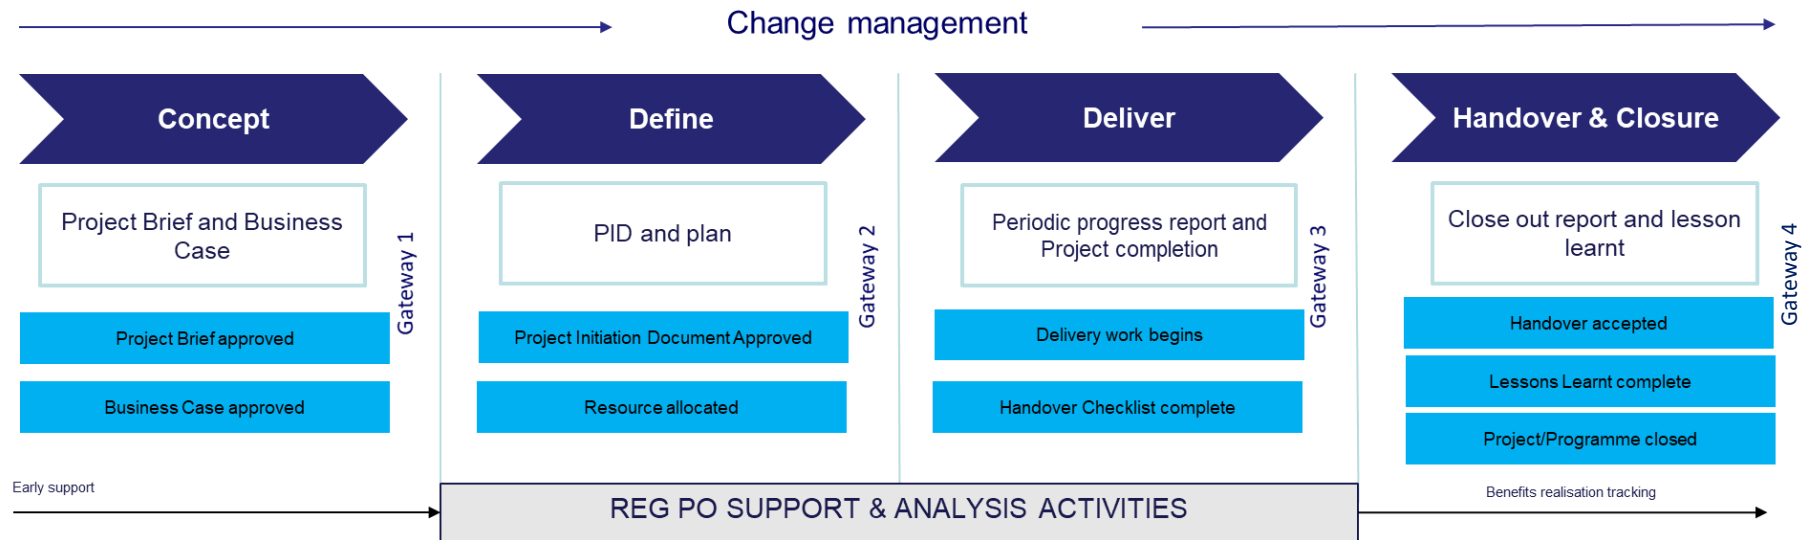 Change management
Concept
Define
Deliver
Handover & Closure
Project Brief and Business
Case
Gateway 1
PID and plan
Gateway 2
Periodic progress report and
Project completion
Gateway 3
Close out report and lesson
learnt
Gateway 4
Project Brief approved
Business Case approved
Project Initiation Document Approved
Resource allocated
Delivery work begins
Handover Checklist complete
Handover accepted
Lessons Learnt complete
Project/Programme closed
Early support
REG PO SUPPORT & ANALYSIS ACTIVITIES
Benefits realisation tracking